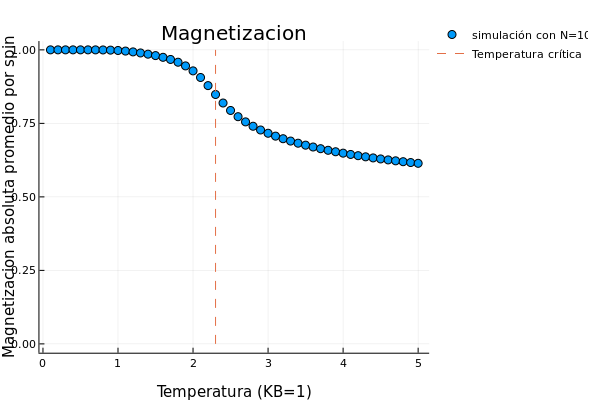 Magnetizacion
simulación con N=10
Temperatura crítica
Magnetizacion absoluta promedio por spin
1.00
0.75
0.50
0.25
0.00
0 1 2 3 4 5
Temperatura (KB=1)